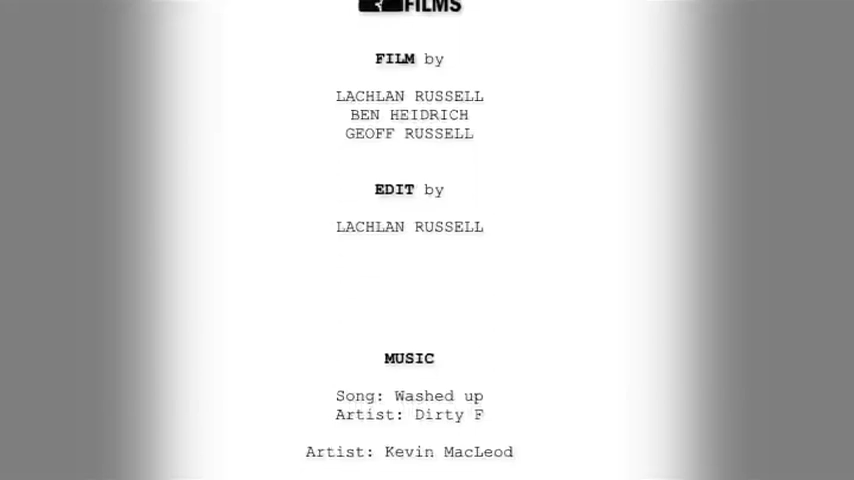 FILMS
FILM by
LACHLAN RUSSELL
BEN HEIDRICH
GEOFF RUSSELL
EDIT by
LACHLAN RUSSELL
MUSIC
Song: Washed up
Artist: Dirty F
Artist: Kevin MacLeod